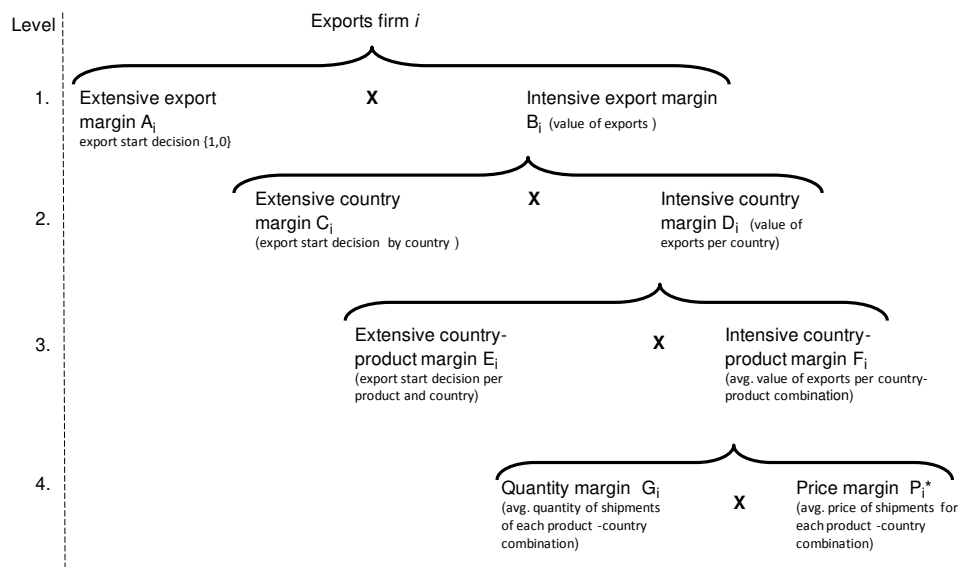 Level
Exports firm i
1.
Extensive export
margin Ai
export start decision {1,0}
X
Intensive export margin
Bi (value of exports )
2.
Extensive country
margin Ci
(export start decision by country )
X
Intensive country
margin Di (value of
exports per country)
3.
Extensive country-
product margin Ei
(export start decision per
product and country)
X
Intensive country-
product margin Fi
(avg. value of exports per country-
product combination)
4.
Quantity margin Gi
(avg. quantity of shipments
of each product -country
combination)
X
Price margin Pi*
(avg. price of shipments for
each product -country
combination)